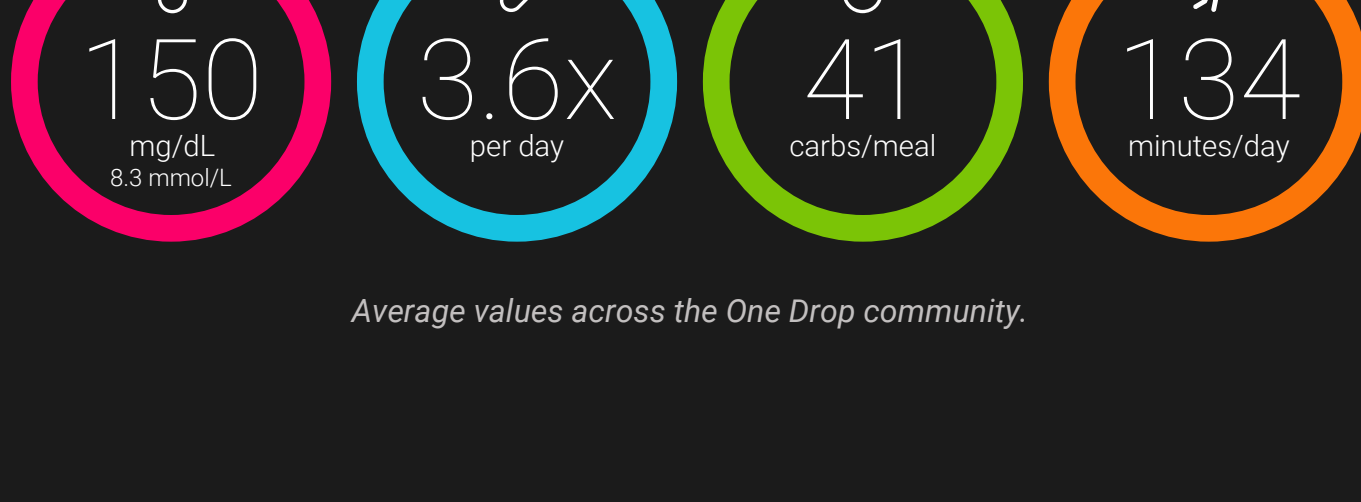 150
mg/dL
8.3 mmol/L
3.6x
per day
41
carbs/meal
134
minutes/day
Average values across the One Drop community.